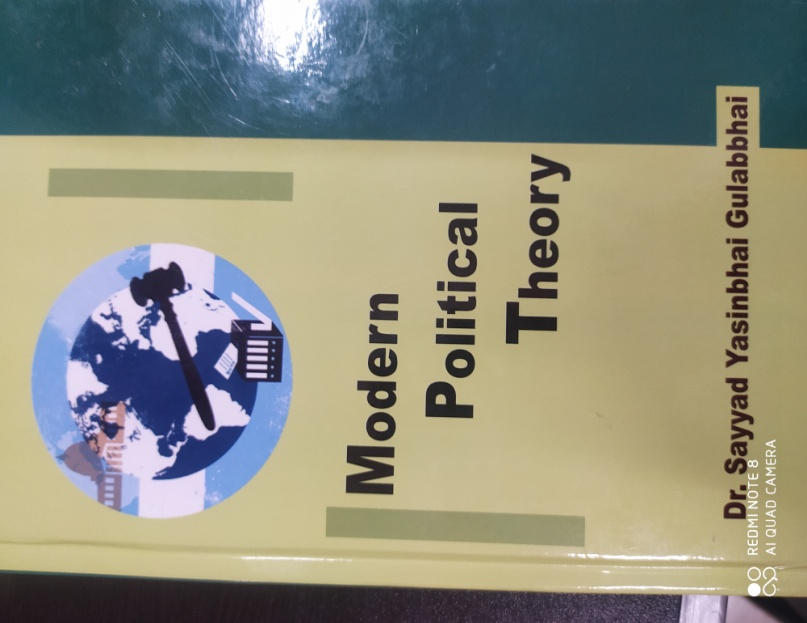 Modern
Political
Theory
Dr. Sayyad Yasinbhai Gulabbhai
REDMI NOTE 8
AI QUAD CAMERA